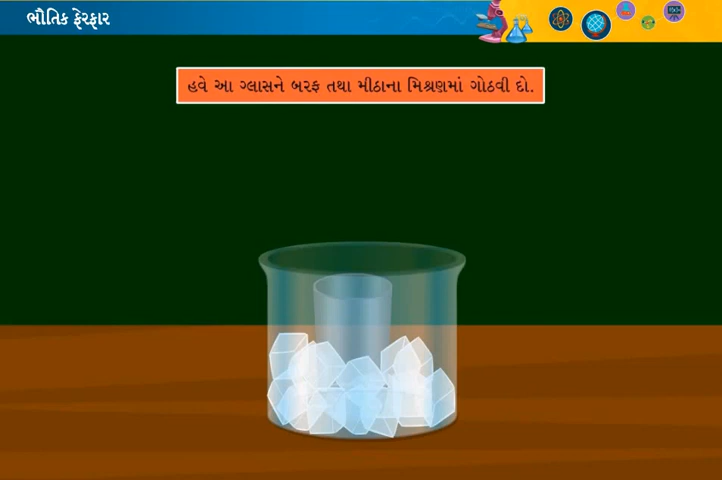 ભૌતિક ફેરફાર
હવે આ ગ્લાસને બરફ તથા મીઠાના મિશ્રણમાં ગોઠવી દો.